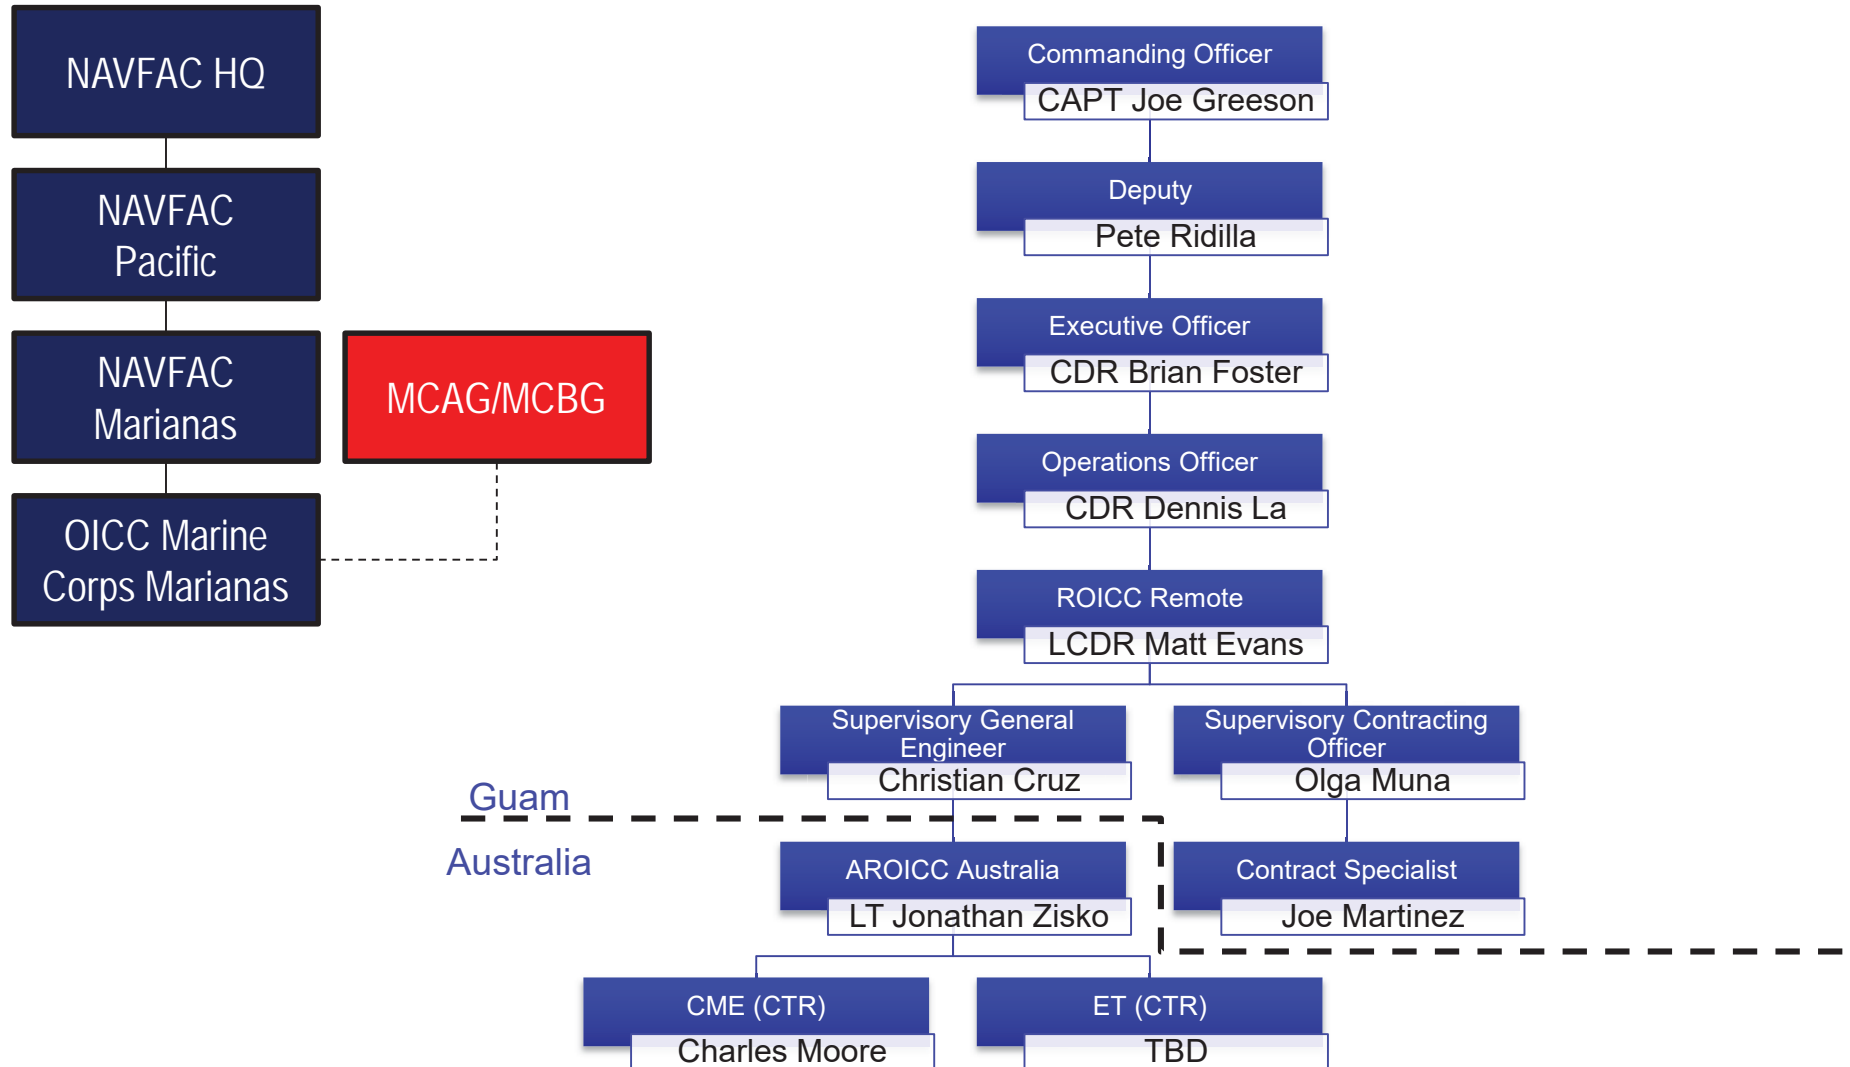 NAVFAC HQ
NAVFAC
Pacific
NAVFAC
Marianas
MCAG/MCBG
OICC Marine
Corps Marianas
Commanding Officer
CAPT Joe Greeson
Deputy
Pete Ridilla
Executive Officer
CDR Brian Foster
Operations Officer
CDR Dennis La
ROICC Remote
LCDR Matt Evans
Supervisory General
Engineer
Christian Cruz
Supervisory Contracting
Officer
Olga Muna
Guam
Australia
AROICC Australia
LT Jonathan Zisko
Contract Specialist
Joe Martinez
CME (CTR)
Charles Moore
ET (CTR)
TBD